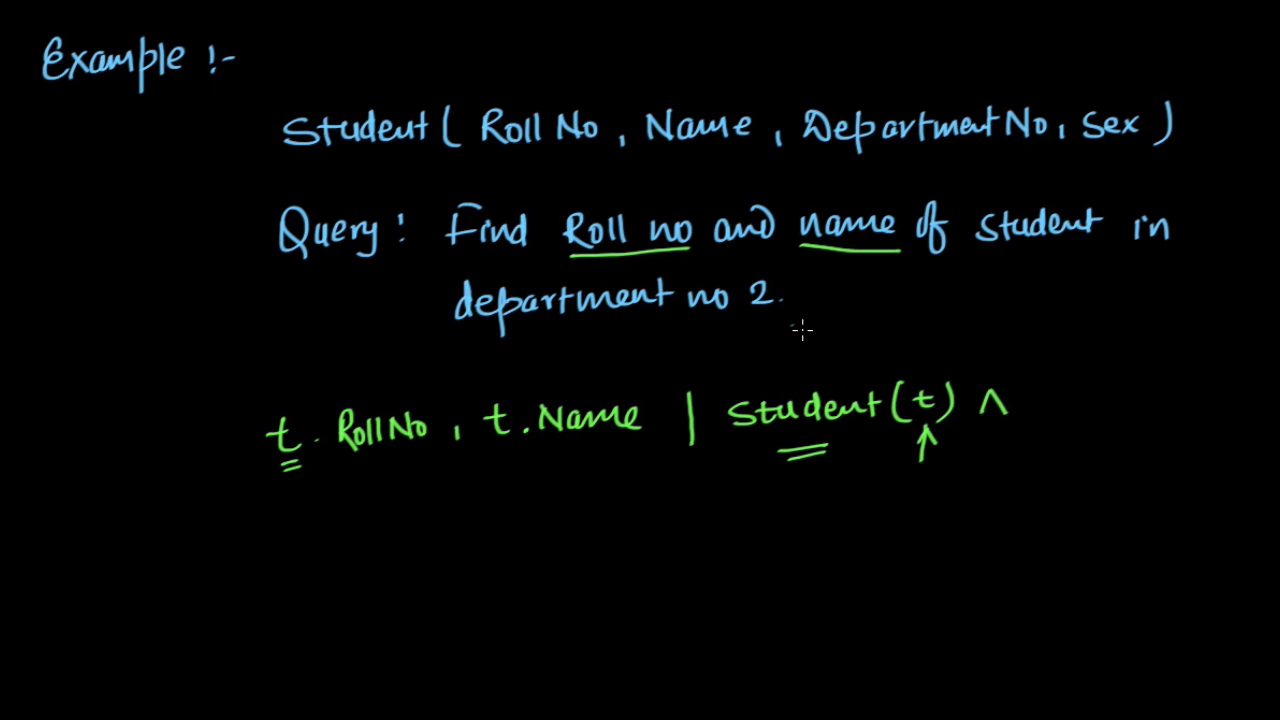 Example :-
Student ( Roll No , Name , DepartmentNo, Sex )
Query : Find Roll no and name of student in
department no 2.
t. RollNo , t. Name | Student (t) ∧